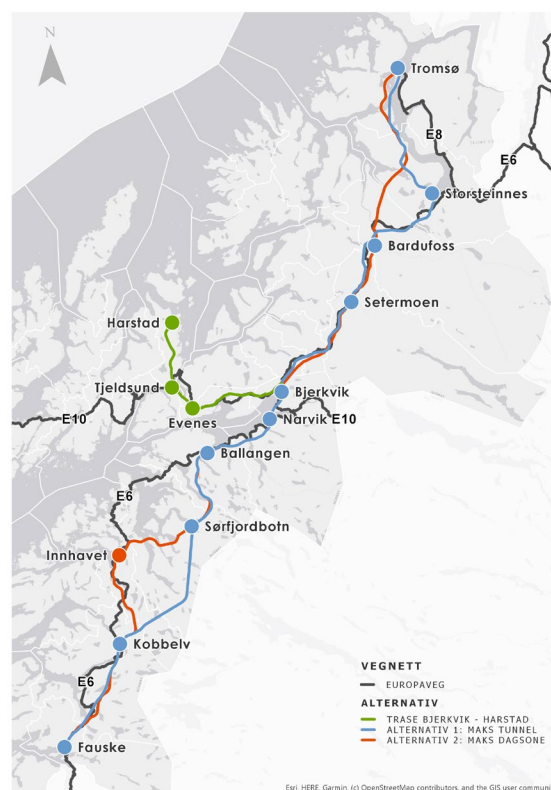 N
Tromsø
E8
E6
Storsteinnes
Bardufoss
Setermoen
Harstad
Tjeldsund
Bjerkvik
E10
Evenes
Narvik
E10
Ballangen
E6
Sørfjordbotn
Innhavet
Kobbelv
E6
Fauske
VEGNETT
EUROPAVEG
ALTERNATIV
TRASE BJERKVIK - HARSTAD
ALTERNATIV 1: MAKS TUNNEL
ALTERNATIV 2: MAKS DAGSONE
Esri, HERE, Garmin, (c) OpenStreetMap contributors, and the GIS user commun